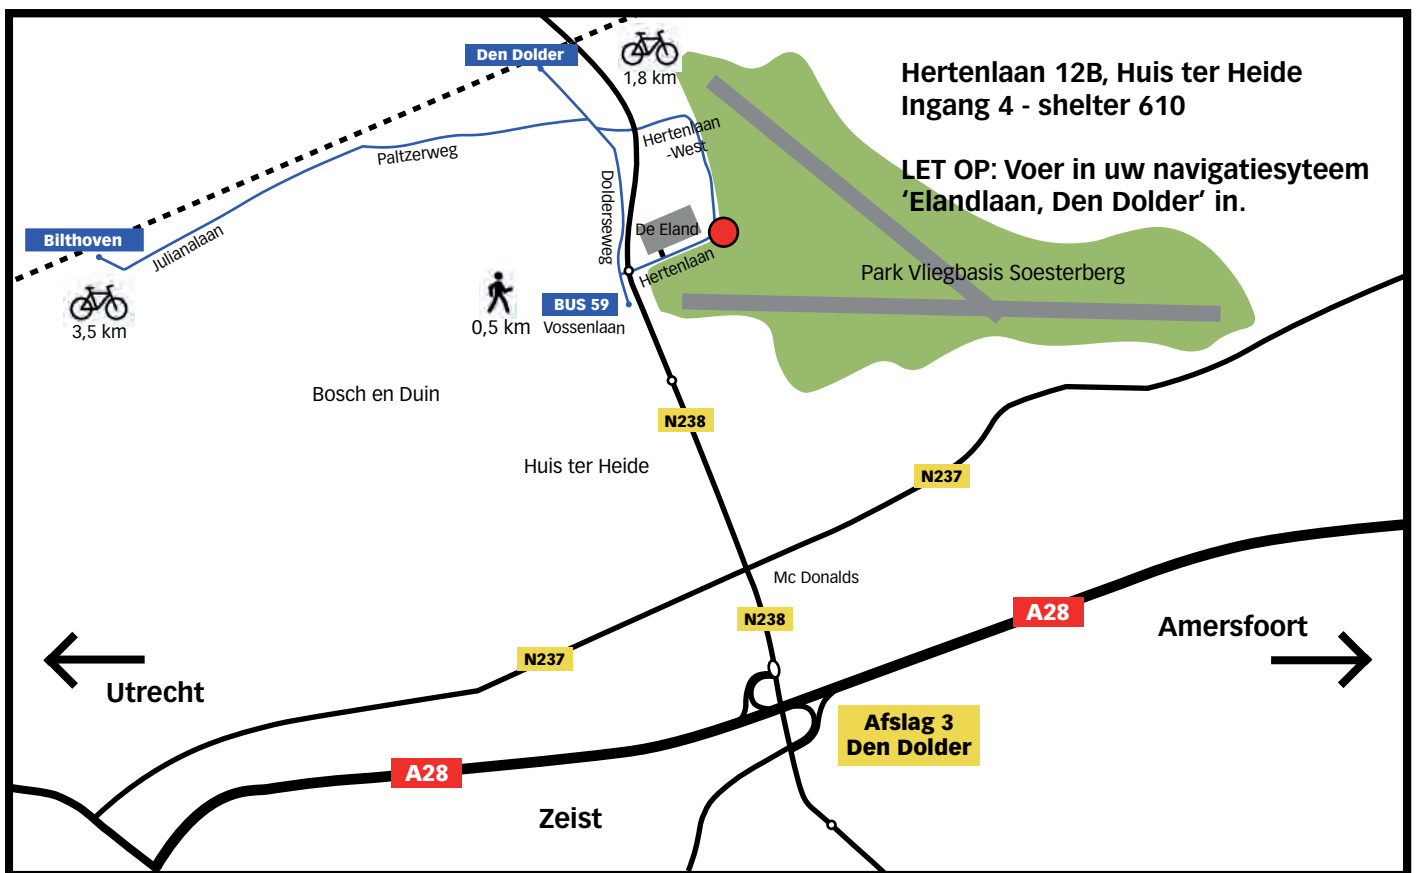 Den Dolder
1,8 km
Hertenlaan 12B, Huis ter Heide
Ingang 4 - shelter 610
LET OP: Voer in uw navigatiesyteem
‘Elandlaan, Den Dolder’ in.
Hertenlaan
-West
Paltzerweg
Dolderseweg
De Eland
Hertenlaan
Bilthoven
Julianalaan
3,5 km
Park Vliegbasis Soesterberg
0,5 km
BUS 59
Vossenlaan
Bosch en Duin
N238
Huis ter Heide
N237
Mc Donalds
N238
A28
Amersfoort
N237
Utrecht
Afslag 3
Den Dolder
A28
Zeist